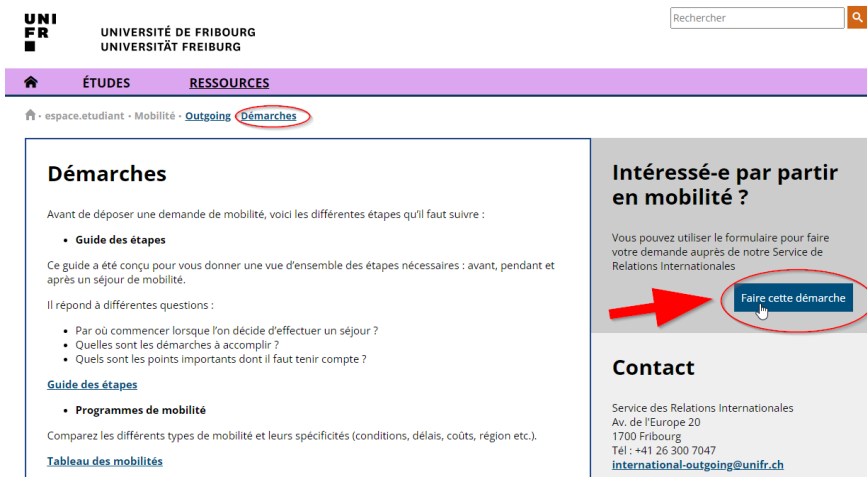 UNI
FR
UNIVERSITÉ DE FRIBOURG
UNIVERSITÄT FREIBURG
Rechercher
ÉTUDES
RESSOURCES
espace.etudiant • Mobilité • Outgoing Démarches
Démarches
Avant de déposer une demande de mobilité, voici les différentes étapes qu'il faut suivre :
• Guide des étapes
Ce guide a été conçu pour vous donner une vue d'ensemble des étapes nécessaires : avant, pendant et
après un séjour de mobilité.
Il répond à différentes questions :
• Par où commencer lorsque l'on décide d'effectuer un séjour ?
• Quelles sont les démarches à accomplir ?
• Quels sont les points importants dont il faut tenir compte ?
Guide des étapes
• Programmes de mobilité
Comparez les différents types de mobilité et leurs spécificités (conditions, délais, coûts, région etc.).
Tableau des mobilités
Intéressé-e par partir
en mobilité ?
Vous pouvez utiliser le formulaire pour faire
votre demande auprès de notre Service de
Relations Internationales
Faire cette démarche
Contact
Service des Relations Internationales
Av. de l'Europe 20
1700 Fribourg
Tél : +41 26 300 7047
international-outgoing@unifr.ch